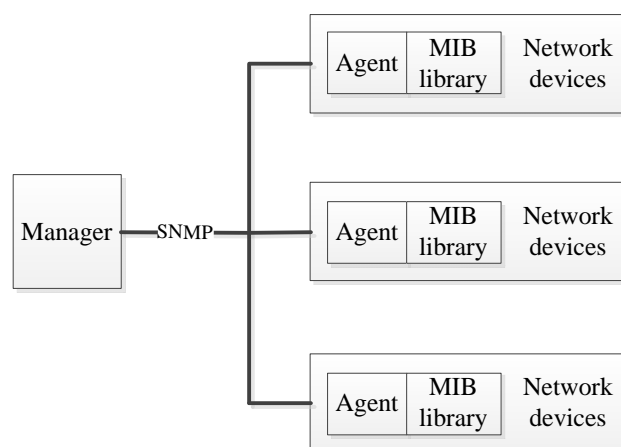 Agent
MIB
library
Network
devices
Manager
SNMP
Agent
MIB
library
Network
devices
Agent
MIB
library
Network
devices